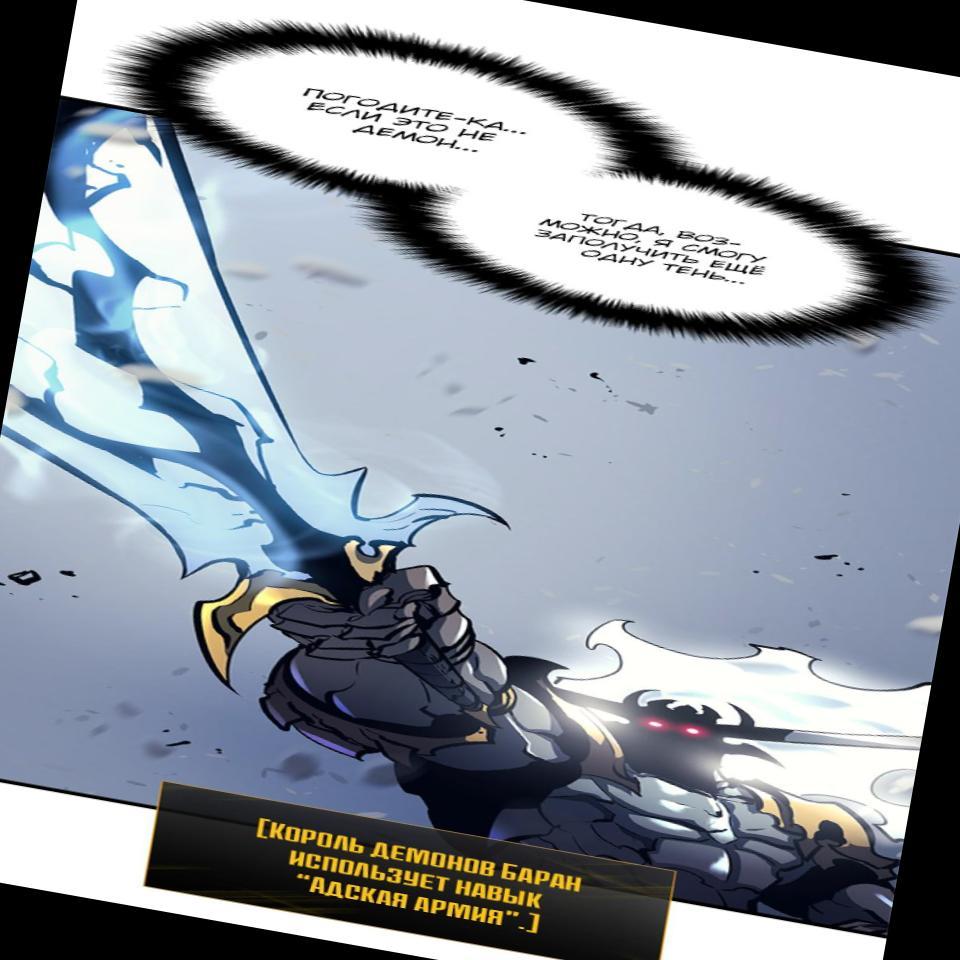 ПОГОДИТЕ-КА...
ЕСЛИ ЭТО НЕ
ДЕМОН...
ТОГДА, ВОЗ-
МОЖНО, Я СМОГУ
ЗАПОЛУЧИТЬ ЕЩЁ
ОДНУ ТЕНЬ...
[КОРОЛЬ ДЕМОНОВ БАРАН
ИСПОЛЬЗУЕТ НАВЫК
“АДСКАЯ АРМИЯ”.]